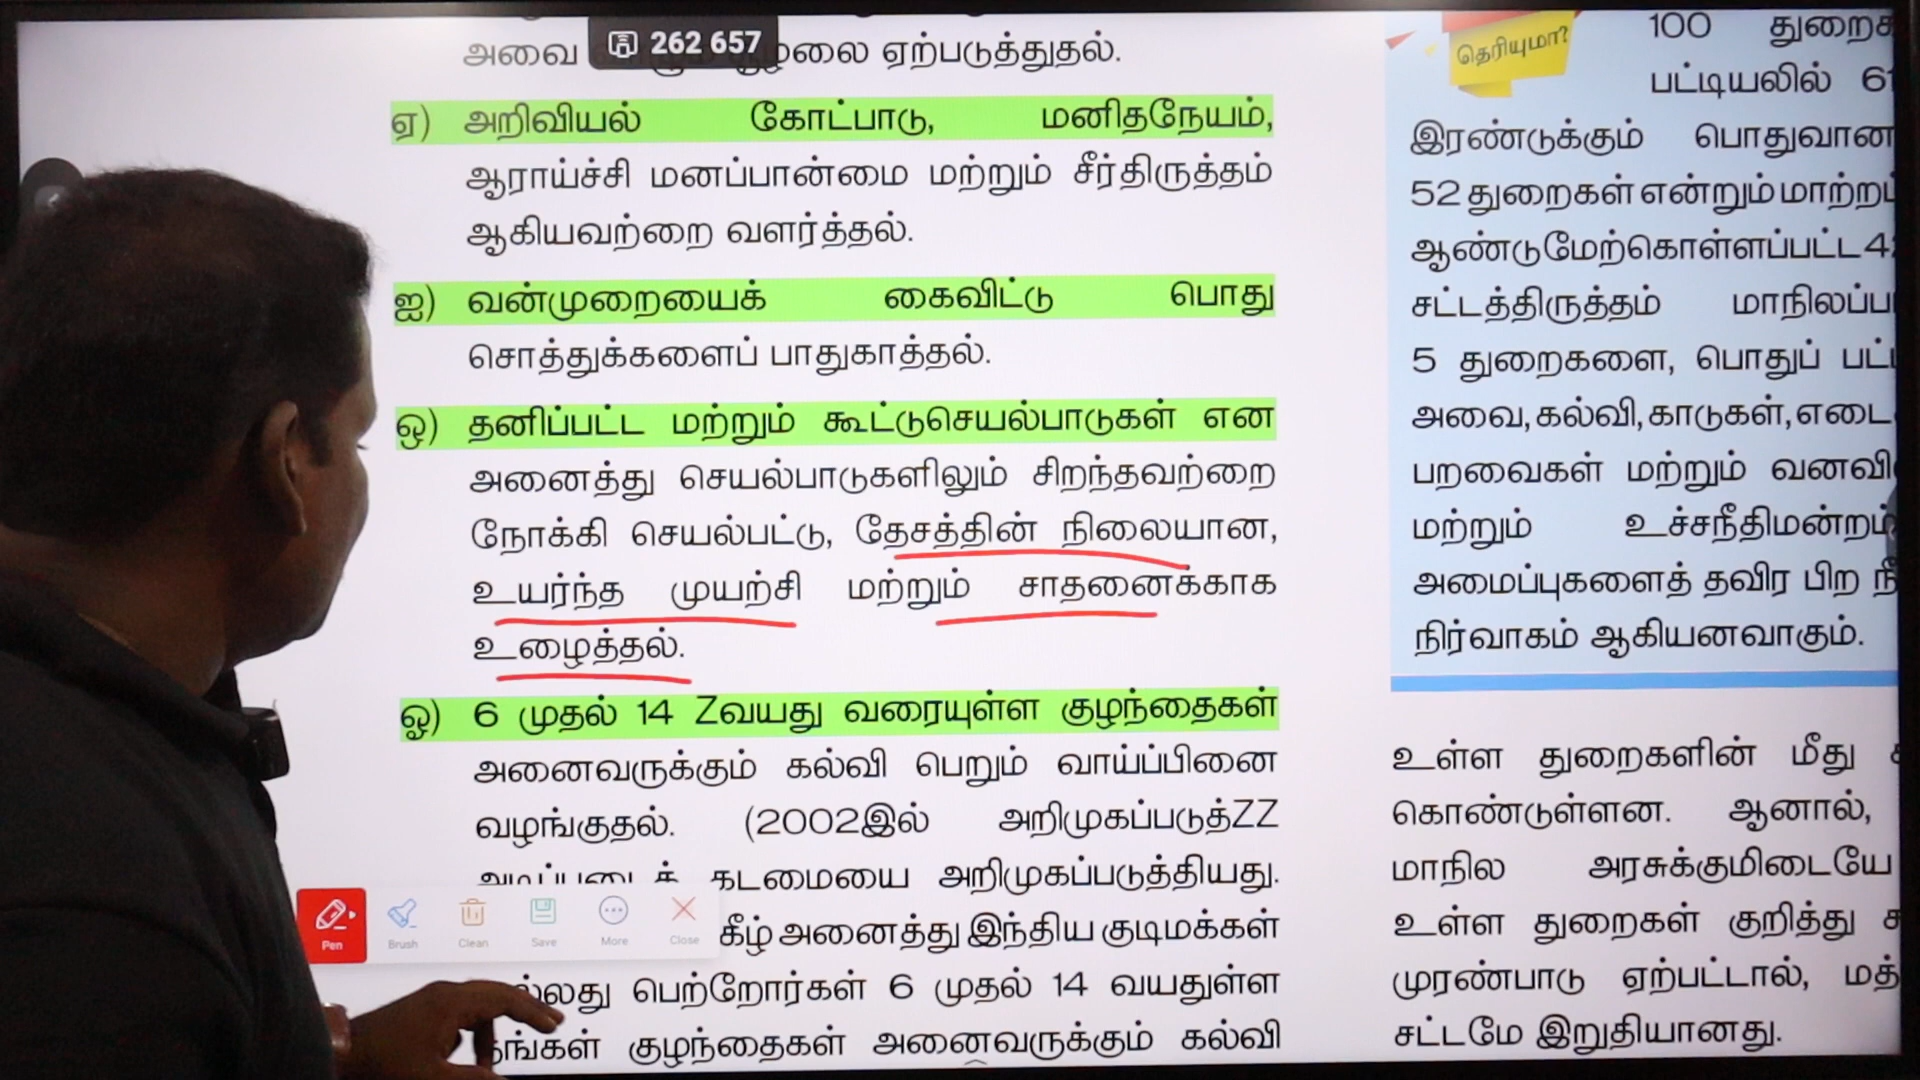 262 657
அவை ஏற்படுத்துதல்.
ஏ) அறிவியல் கோட்பாடு, மனிதநேயம்,
ஆராய்ச்சி மனப்பான்மை மற்றும் சீர்திருத்தம்
ஆகியவற்றை வளர்த்தல்.
ஐ) வன்முறையைக் கைவிட்டு பொது
சொத்துக்களைப் பாதுகாத்தல்.
ஒ) தனிப்பட்ட மற்றும் கூட்டுசெயல்பாடுகள் என
அனைத்து செயல்பாடுகளிலும் சிறந்தவற்றை
நோக்கி செயல்பட்டு, தேசத்தின் நிலையான,
உயர்ந்த முயற்சி மற்றும் சாதனைக்காக
உழைத்தல்.
ஓ) 6 முதல் 14 Zவயது வரையுள்ள குழந்தைகள்
அனைவருக்கும் கல்வி பெறும் வாய்ப்பினை
வழங்குதல். (2002இல் அறிமுகப்படுத்ZZ
கடமையை அறிமுகப்படுத்தியது.
கீழ் அனைத்து இந்திய குடிமக்கள்
பெற்றோர்கள் 6 முதல் 14 வயதுள்ள
குழந்தைகள் அனைவருக்கும் கல்வி
Pen Brush Clean Save More Close
தெரியுமா?
100
பட்டியலில்
இரண்டுக்கும் பொதுவான
52 துறைகள் என்றும்
ஆண்டுமேற்கொள்ளப்பட்ட
சட்டத்திருத்தம்
5 துறைகளை, பொதுப்
அவை, கல்வி, காடுகள்,
பறவைகள் மற்றும்
மற்றும் உச்சநீதிமன்றம்
அமைப்புகளைத் தவிர பிற
நிர்வாகம் ஆகியனவாகும்.
உள்ள துறைகளின் மீது
கொண்டுள்ளன. ஆனால்,
மாநில அரசுக்குமிடையே
உள்ள துறைகள் குறித்து
முரண்பாடு ஏற்பட்டால்,
சட்டமே இறுதியானது.